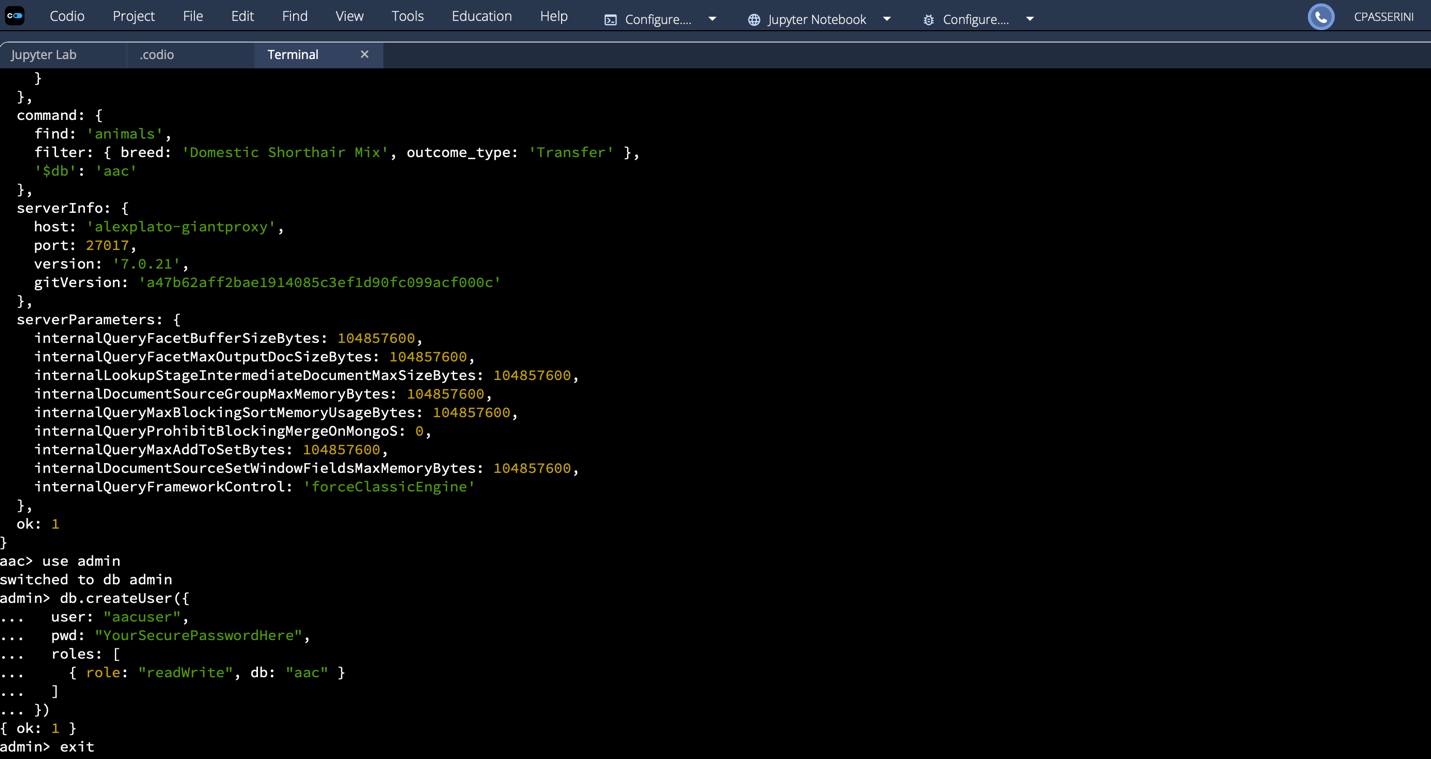 Codio Project File Edit Find View Tools Education Help Configure.... Jupyter Notebook Configure.... CPASSERINI
Jupyter Lab .codio Terminal ×
    }
  },
  command: {
    find: 'animals',
    filter: { breed: 'Domestic Shorthair Mix', outcome_type: 'Transfer' },
    '$db': 'aac'
  },
  serverInfo: {
    host: 'alexplato-giantproxy',
    port: 27017,
    version: '7.0.21',
    gitVersion: 'a47b62aff2bae1914085c3ef1d90fc099acf000c'
  },
  serverParameters: {
    internalQueryFacetBufferSizeBytes: 104857600,
    internalQueryFacetMaxOutputDocSizeBytes: 104857600,
    internalLookupStageIntermediateDocumentMaxSizeBytes: 104857600,
    internalDocumentSourceGroupMaxMemoryBytes: 104857600,
    internalQueryMaxBlockingSortMemoryUsageBytes: 104857600,
    internalQueryProhibitBlockingMergeOnMongoS: 0,
    internalQueryMaxAddToSetBytes: 104857600,
    internalDocumentSourceSetWindowFieldsMaxMemoryBytes: 104857600,
    internalQueryFrameworkControl: 'forceClassicEngine'
  },
  ok: 1
}
aac> use admin
switched to db admin
admin> db.createUser({
...   user: "aacuser",
...   pwd: "YourSecurePasswordHere",
...   roles: [
...     { role: "readWrite", db: "aac" }
...   ]
... })
{ ok: 1 }
admin> exit